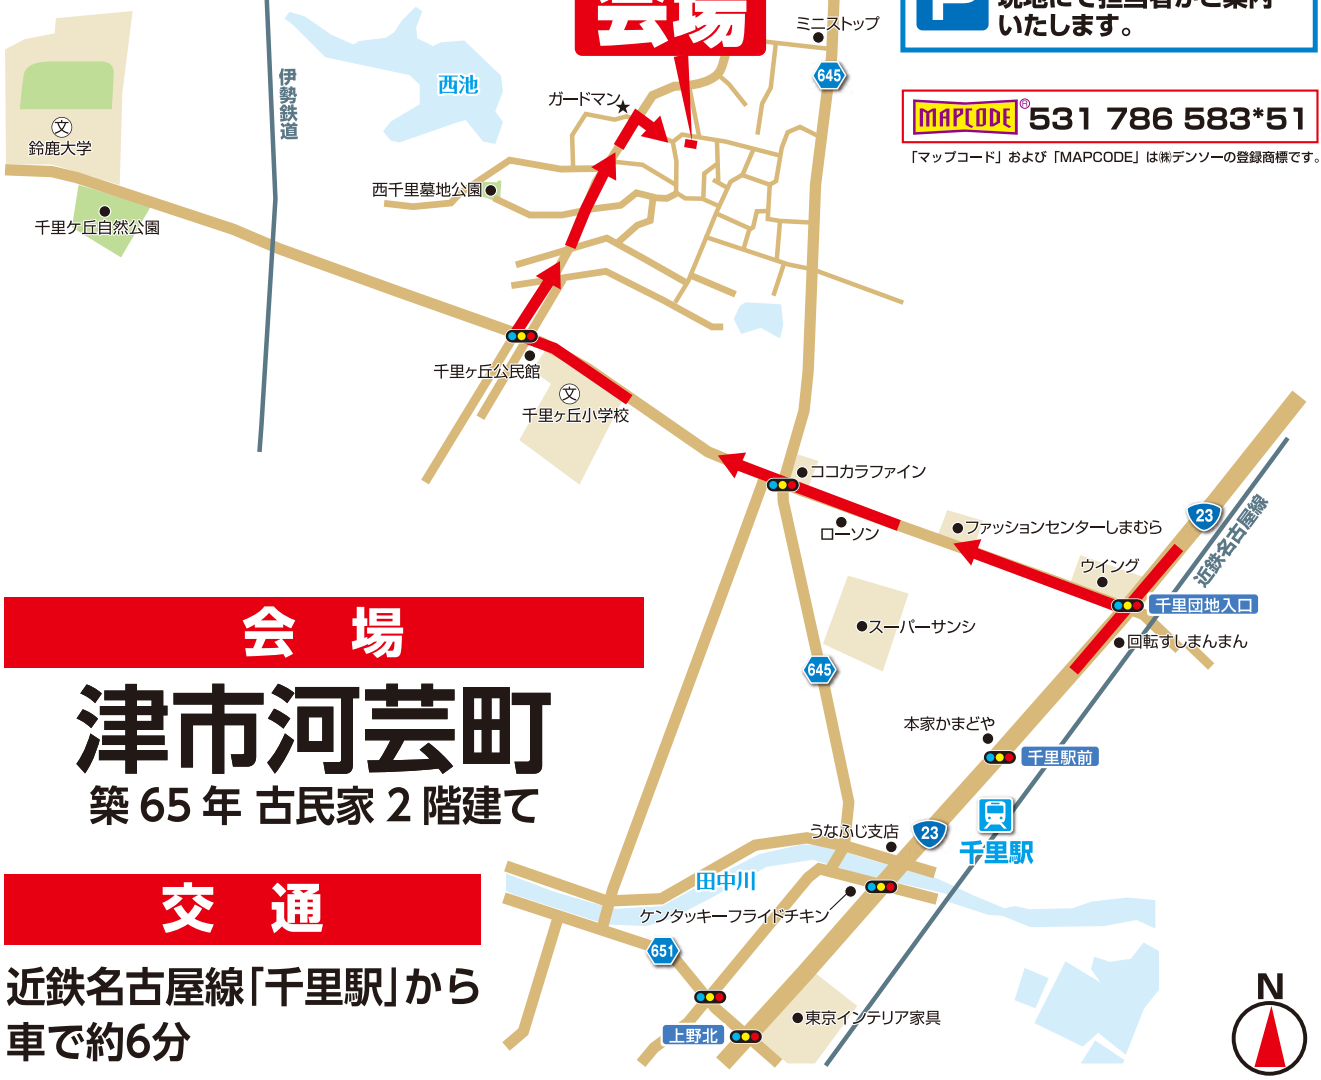 会場
ミニストップ
いたします。
645
西池
伊勢鉄道
ガードマン★
文
鈴鹿大学
MAPCODE® 531 786 583*51
「マップコード」および「MAPCODE」は㈱デンソーの登録商標です。
西千里墓地公園
千里ケ丘自然公園
千里ヶ丘公民館
文
千里ヶ丘小学校
ココカラファイン
ローソン
ファッションセンターしまむら
23
近鉄名古屋線
ウイング
千里団地入口
回転すしまんまん
スーパーサンシ
645
会 場
津市河芸町
築65年 古民家2階建て
本家かまどや
千里駅前
うなふじ支店
23
千里駅
田中川
ケンタッキーフライドチキン
交 通
651
近鉄名古屋線「千里駅」から
車で約6分
東京インテリア家具
上野北
N